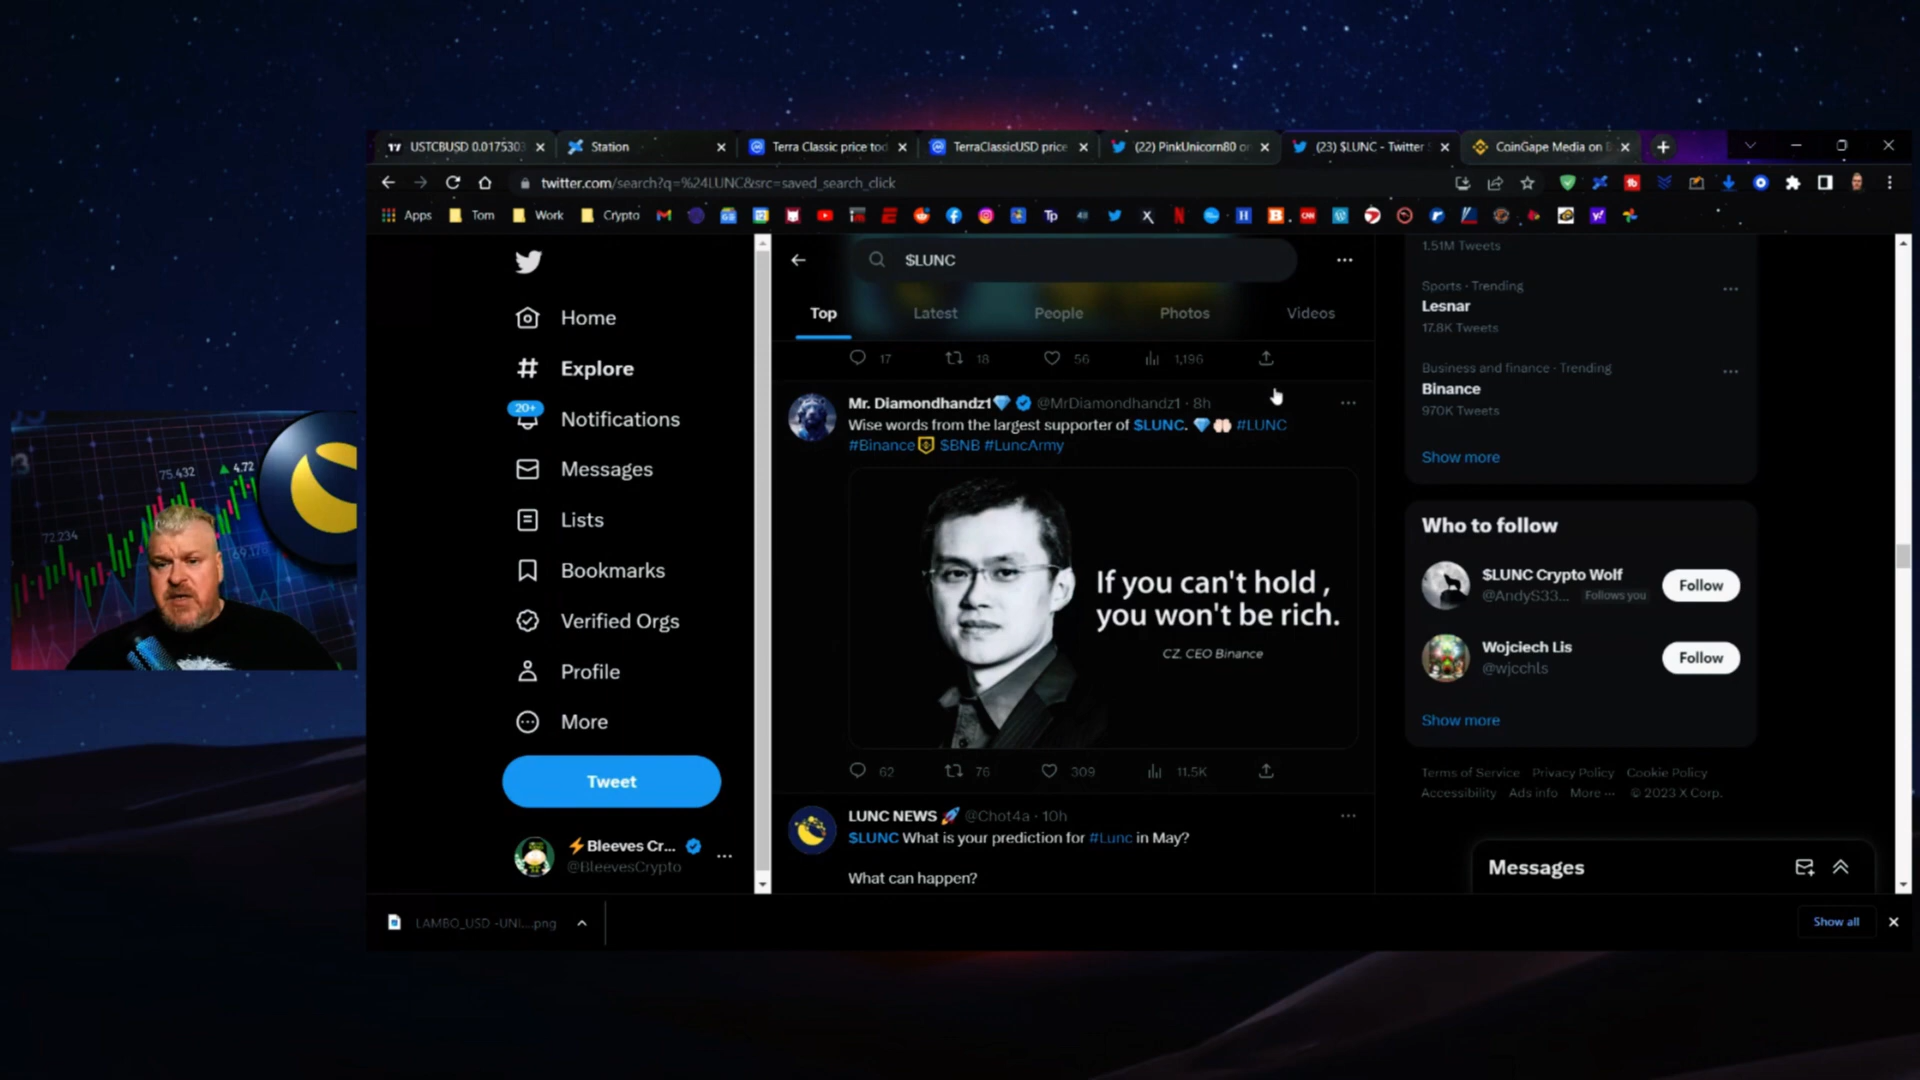 USTCBUSD 0.0175303
Station
Terra Classic price tod
TerraClassicUSD price
(22) PinkUnicorn80 on
(23) $LUNC - Twitter S
CoinGape Media on B
twitter.com/search?q=%24LUNC&src=saved_search_click
Apps
Tom
Work
Crypto
Tp
$LUNC
Top
Latest
People
Photos
Videos
17
18
56
1,196
Home
Explore
20+
Notifications
Messages
Lists
Bookmarks
Verified Orgs
Profile
More
Tweet
⚡Bleeves Cr...
@BleevesCrypto
Mr. Diamondhandz1💎 @MrDiamondhandz1 · 8h
Wise words from the largest supporter of $LUNC. 💎🙌🏻 #LUNC
#Binance $BNB #LuncArmy
If you can't hold ,
you won't be rich.
CZ, CEO Binance
62
76
309
11.5K
LUNC NEWS 🚀 @Chot4a · 10h
$LUNC What is your prediction for #Lunc in May?
What can happen?
1.51M Tweets
Sports · Trending
Lesnar
17.8K Tweets
Business and finance · Trending
Binance
970K Tweets
Show more
Who to follow
$LUNC Crypto Wolf
@AndyS33... Follows you
Follow
Wojciech Lis
@wjcchls
Follow
Show more
Terms of Service Privacy Policy Cookie Policy
Accessibility Ads info More ··· © 2023 X Corp.
Messages
LAMBO_USD -UNI....png
Show all
75.432
4.72
72.234